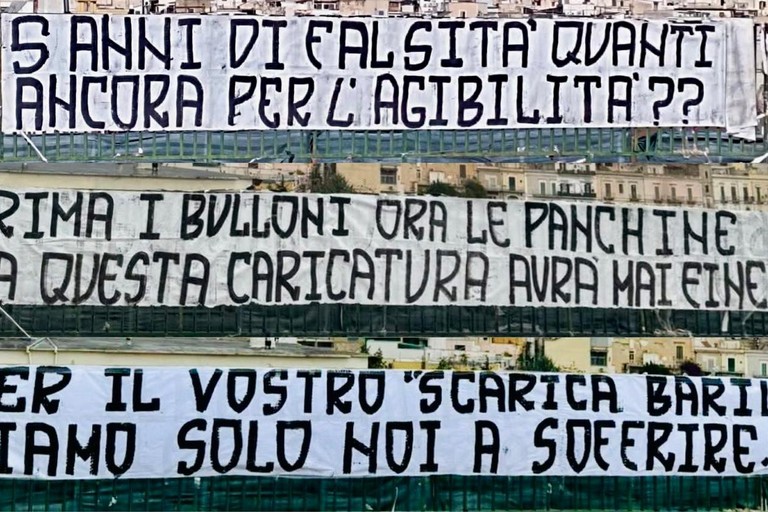 5 ANNI DI FALSITA' QUANTI
ANCORA PER L'AGIBILITA'??
RIMA I BULLONI ORA LE PANCHINE
A QUESTA CARICATURA AVRA' MAI FINE
ER IL VOSTRO "SCARICA BARIL
IAMO SOLO NOI A SOFFRIRE.